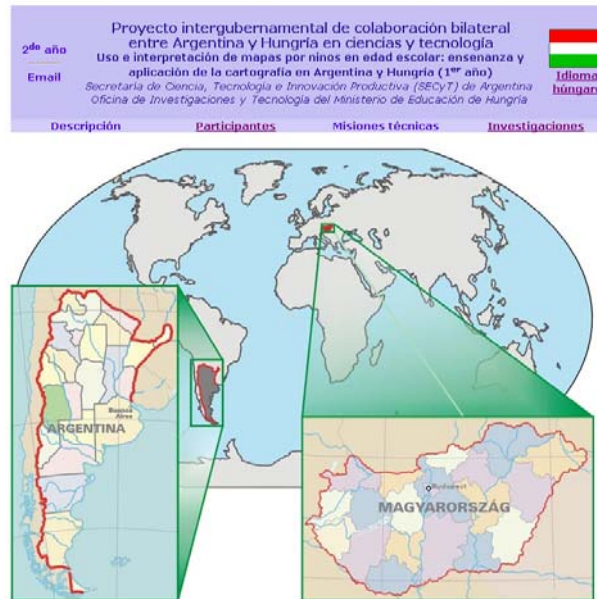 Proyecto intergubernamental de colaboración bilateral
entre Argentina y Hungría en ciencias y tecnología
Uso e interpretación de mapas por ninos en edad escolar: ensenanza y
aplicación de la cartografía en Argentina y Hungría (1er año)
Secretaría de Ciencia, Tecnología e Innovación Productiva (SECyT) de Argentina
Oficina de Investigaciones y Tecnología del Ministerio de Educación de Hungría
2do año
Email
Idioma
húngaro
Descripción Participantes Misiones técnicas Investigaciones
Buenos
Aires
ARGENTINA
Budapest
MAGYARORSZÁG